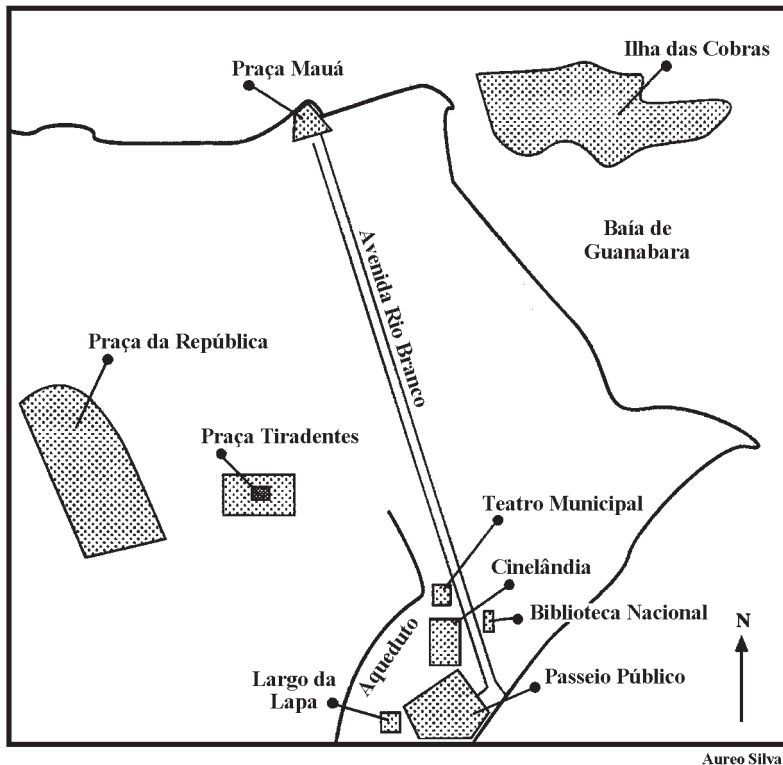 Praça Mauá
Ilha das Cobras
Baía de
Guanabara
Avenida Rio Branco
Praça da República
Praça Tiradentes
Teatro Municipal
Cinelândia
Biblioteca Nacional
Aqueduto
N
Largo da
Lapa
Passeio Público
Aureo Silva